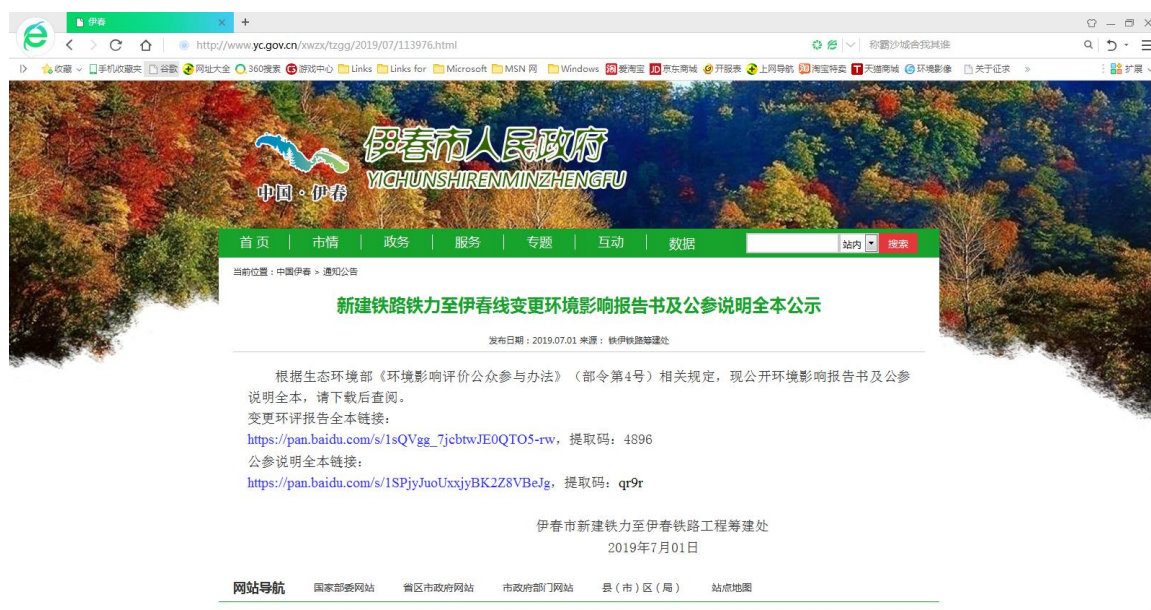 伊春
http://www.yc.gov.cn/xwzx/tzgg/2019/07/113976.html
称霸沙城舍我其谁
收藏 手机收藏夹 谷歌 网址大全 360搜索 游戏中心 Links Links for Microsoft MSN 网 Windows 爱淘宝 京东商城 开服表 上网导航 淘宝特卖 天猫商城 环境影像 关于征求 » 扩展
伊春市人民政府
YICHUNSHIRENMINZHENGFU
中国·伊春
首页 市情 政务 服务 专题 互动 数据 站内 搜索
当前位置：中国伊春 > 通知公告
新建铁路铁力至伊春线变更环境影响报告书及公参说明全本公示
发布日期：2019.07.01 来源： 铁伊铁路筹建处
根据生态环境部《环境影响评价公众参与办法》（部令第4号）相关规定，现公开环境影响报告书及公参
说明全本，请下载后查阅。
变更环评报告全本链接：
https://pan.baidu.com/s/1sQVgg_7jcbtwJE0QTO5-rw，提取码：4896
公参说明全本链接：
https://pan.baidu.com/s/1SPjyJuoUxxjyBK2Z8VBeJg，提取码：qr9r
伊春市新建铁力至伊春铁路工程筹建处
2019年7月01日
网站导航 国家部委网站 省区市政府网站 市政府部门网站 县（市）区（局） 站点地图